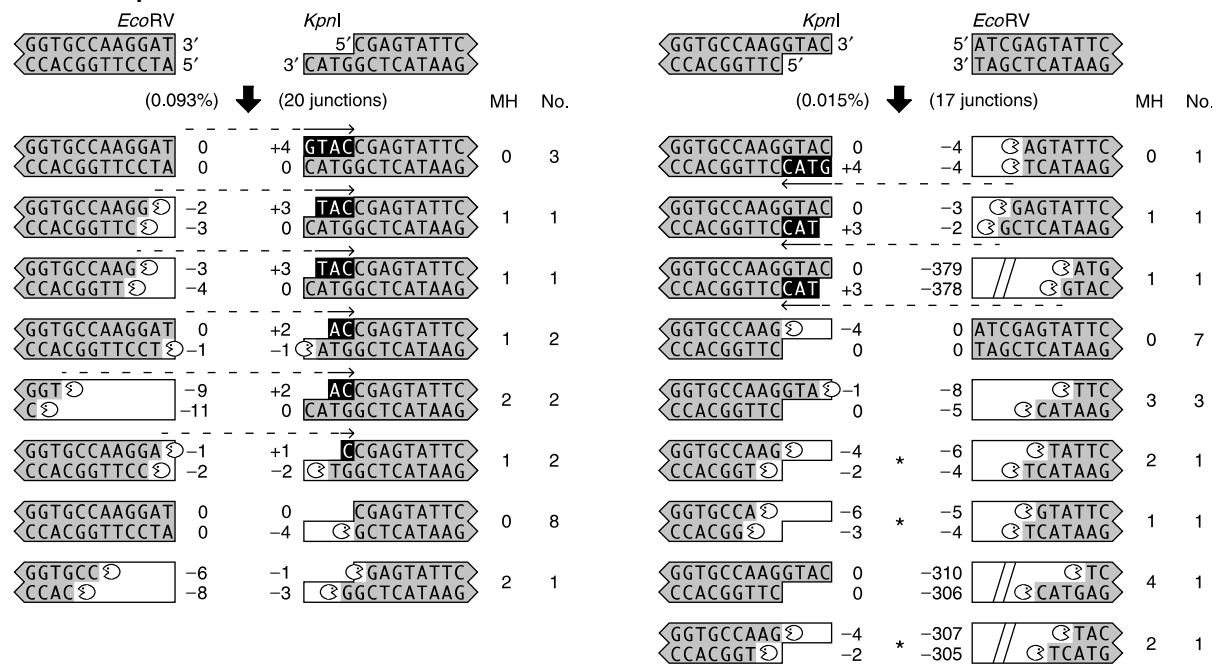 EcoRV KpnI
GGTGCCAAGGAT 3′ 5′ CGAGTATTC
CCACGGTTCCTA 5′ 3′ CATGGCTCATAAG
(0.093%) (20 junctions) MH No.
GGTGCCAAGGAT 0 +4 GTACCGAGTATTC
CCACGGTTCCTA 0 0 CATGGCTCATAAG 0 3
GGTGCCAAGG −2 +3 TACCGAGTATTC
CCACGGTTC −3 0 CATGGCTCATAAG 1 1
GGTGCCAAG −3 +3 TACCGAGTATTC
CCACGGTT −4 0 CATGGCTCATAAG 1 1
GGTGCCAAGGAT 0 +2 ACCGAGTATTC
CCACGGTTCCT −1 −1 ATGGCTCATAAG 1 2
GGT −9 +2 ACCGAGTATTC
C −11 0 CATGGCTCATAAG 2 2
GGTGCCAAGGA −1 +1 CCGAGTATTC
CCACGGTTCC −2 −2 TGGCTCATAAG 1 2
GGTGCCAAGGAT 0 0 CGAGTATTC
CCACGGTTCCTA 0 −4 GGCTCATAAG 0 8
GGTGCC −6 −1 GAGTATTC
CCAC −8 −3 GGCTCATAAG 2 1
KpnI EcoRV
GGTGCCAAGGTAC 3′ 5′ ATCGAGTATTC
CCACGGTTC 5′ 3′ TAGCTCATAAG
(0.015%) (17 junctions) MH No.
GGTGCCAAGGTAC 0 −4 AGTATTC
CCACGGTTCCATG +4 −4 TCATAAG 0 1
GGTGCCAAGGTAC 0 −3 GAGTATTC
CCACGGTTCCAT +3 −2 GCTCATAAG 1 1
GGTGCCAAGGTAC 0 −379 ATG
CCACGGTTCCAT +3 −378 GTAC 1 1
GGTGCCAAG −4 0 ATCGAGTATTC
CCACGGTTC 0 0 TAGCTCATAAG 0 7
GGTGCCAAGGTA −1 −8 TTC
CCACGGTTC 0 −5 CATAAG 3 3
GGTGCCAAG −4 −6 TATTC
CCACGGT −2 * −4 TCATAAG 2 1
GGTGCCA −6 −5 GTATTC
CCACGG −3 * −4 TCATAAG 1 1
GGTGCCAAGGTAC 0 −310 TC
CCACGGTTC 0 −306 CATGAG 4 1
GGTGCCAAG −4 −307 TAC
CCACGGT −2 * −305 TCATG 2 1